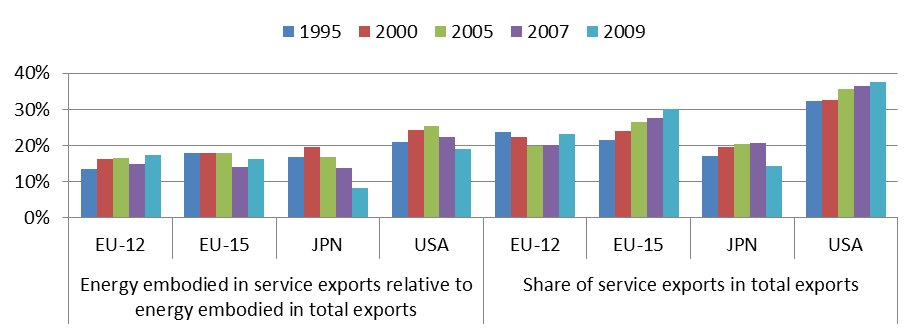 1995 2000 2005 2007 2009
40%
30%
20%
10%
0%
EU-12 EU-15 JPN USA EU-12 EU-15 JPN USA
Energy embodied in service exports relative to
energy embodied in total exports
Share of service exports in total exports